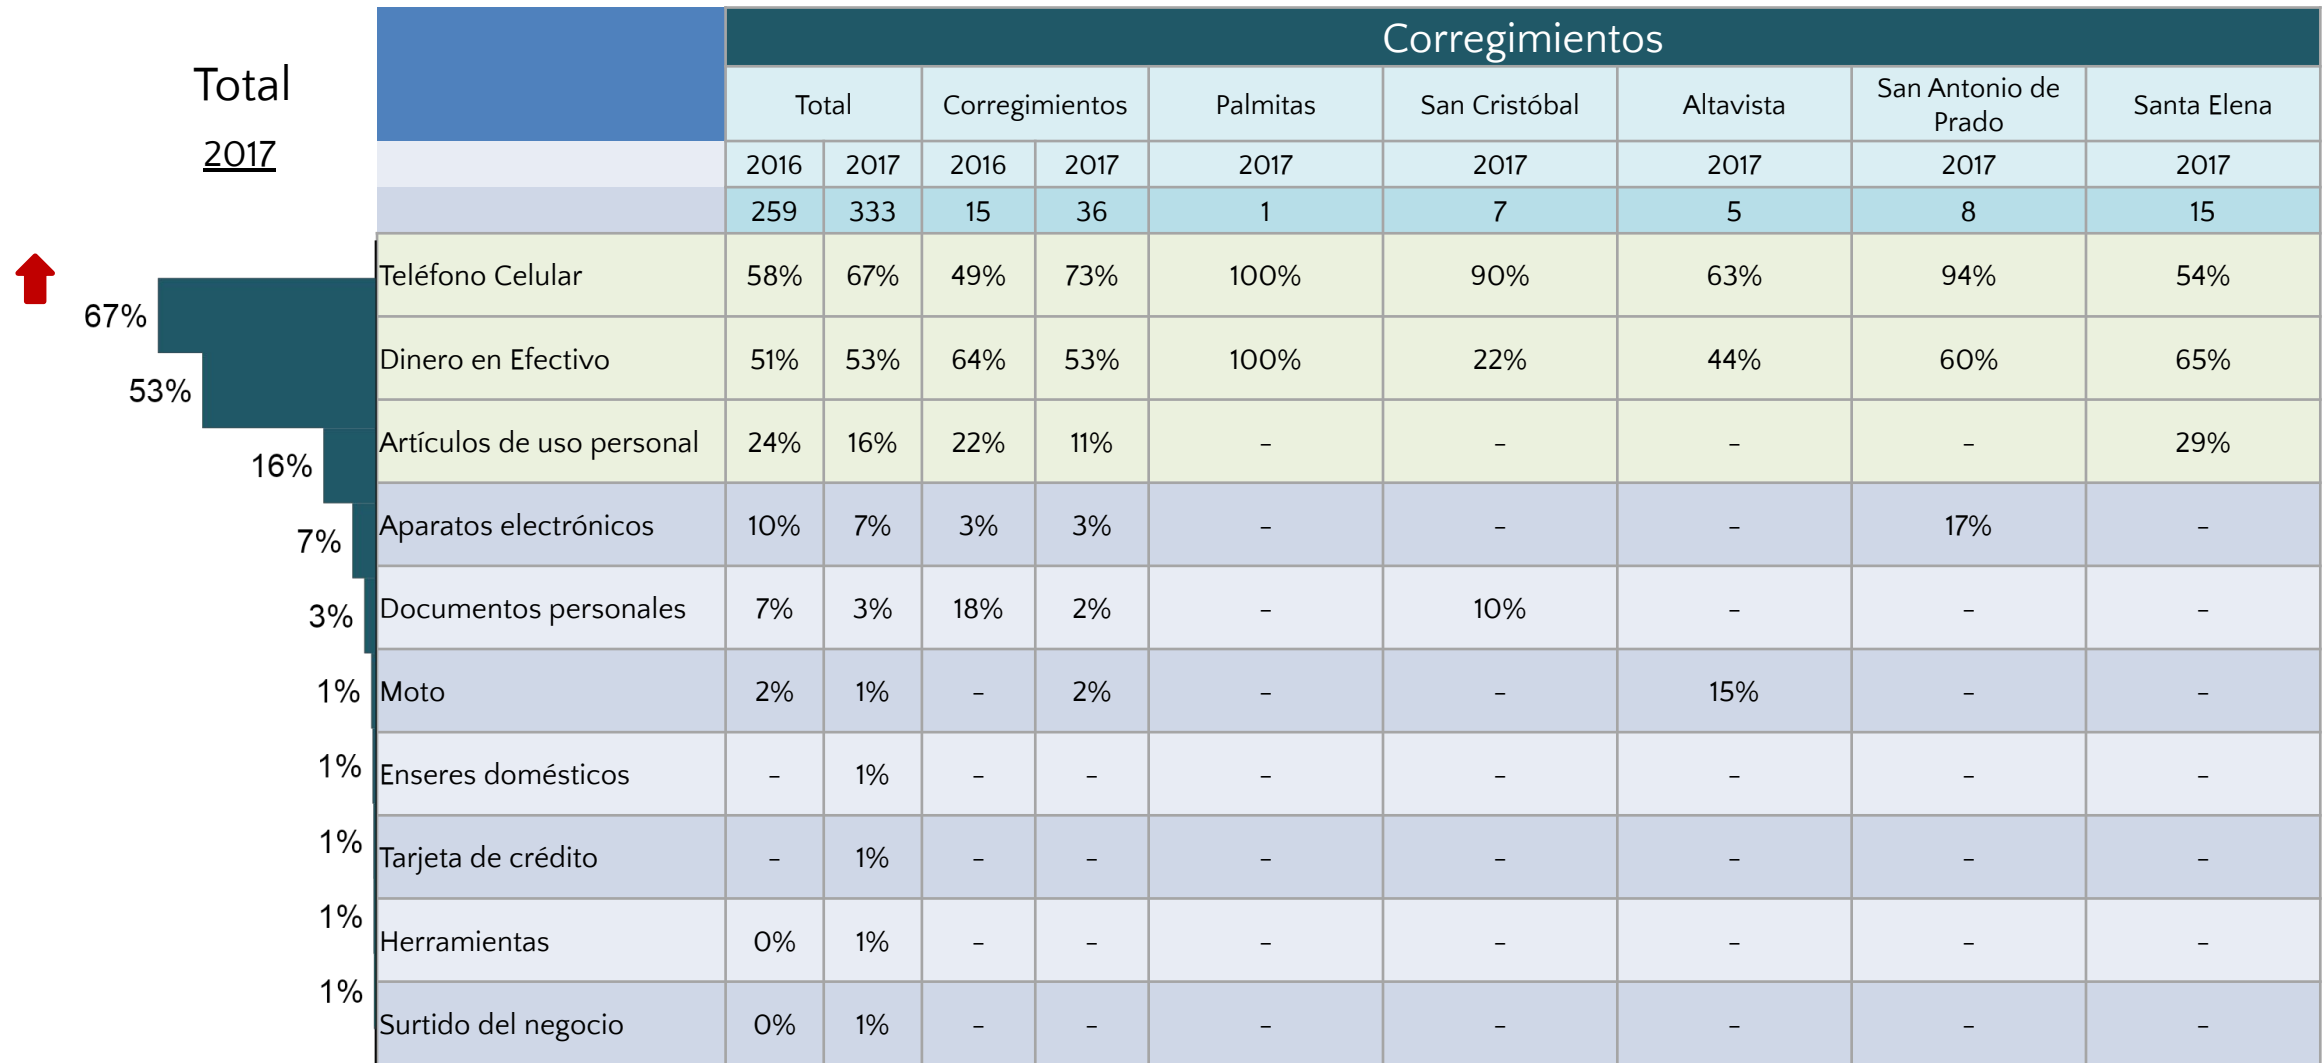 Total
2017
Corregimientos
Total Corregimientos Palmitas San Cristóbal Altavista San Antonio de Prado Santa Elena
2016 2017 2016 2017 2017 2017 2017 2017 2017
259 333 15 36 1 7 5 8 15
67% Teléfono Celular 58% 67% 49% 73% 100% 90% 63% 94% 54%
53% Dinero en Efectivo 51% 53% 64% 53% 100% 22% 44% 60% 65%
16% Artículos de uso personal 24% 16% 22% 11% - - - - 29%
7% Aparatos electrónicos 10% 7% 3% 3% - - - 17% -
3% Documentos personales 7% 3% 18% 2% - 10% - - -
1% Moto 2% 1% - 2% - - 15% - -
1% Enseres domésticos - 1% - - - - - - -
1% Tarjeta de crédito - 1% - - - - - - -
1% Herramientas 0% 1% - - - - - - -
1% Surtido del negocio 0% 1% - - - - - - -